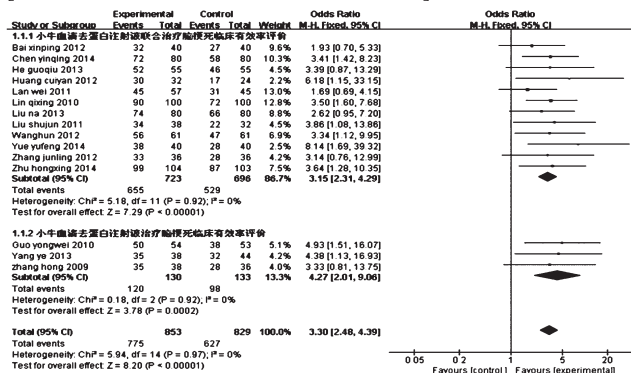 Experimental Control Odds Ratio Odds Ratio
Study or Subgroup Events Total Events Total Weight M-H, Fixed, 95% CI M-H, Fixed, 95% CI
1.1.1 小牛血清去蛋白注射液联合治疗脑梗死临床有效率评价
Bai xinping 2012 32 40 27 40 9.6% 1.93 [0.70, 5.33]
Chen yinqing 2014 72 80 58 80 9.6% 3.41 [1.42, 8.23]
He guoqiu 2013 52 55 46 55 4.5% 3.39 [0.87, 13.29]
Huang cuiyan 2012 30 32 17 24 2.2% 6.18 [1.15, 33.15]
Lan wei 2011 45 57 31 45 12.5% 1.69 [0.69, 4.15]
Lin qixing 2010 90 100 72 100 12.5% 3.50 [1.60, 7.68]
Liu na 2013 74 80 66 80 8.8% 2.62 [0.95, 7.20]
Liu shujun 2011 34 38 22 32 4.4% 3.86 [1.08, 13.86]
Wanghun 2012 56 61 47 61 6.9% 3.34 [1.12, 9.95]
Yue yufeng 2014 38 40 28 40 2.2% 8.14 [1.69, 39.32]
Zhang junling 2012 33 36 28 36 4.2% 3.14 [0.76, 12.99]
Zhu hongxing 2014 99 104 87 103 7.5% 3.64 [1.28, 10.35]
Subtotal (95% CI) 723 696 86.7% 3.15 [2.31, 4.29]
Total events 655 529
Heterogeneity: Chi² = 5.18, df = 11 (P = 0.92); I² = 0%
Test for overall effect: Z = 7.29 (P < 0.00001)
1.1.2 小牛血清去蛋白注射液治疗脑梗死临床有效率评价
Guo yongwei 2010 50 54 38 53 5.1% 4.93 [1.51, 16.07]
Yang ye 2013 35 38 32 44 4.1% 4.38 [1.13, 16.93]
zhang hong 2009 35 38 28 36 4.1% 3.33 [0.81, 13.75]
Subtotal (95% CI) 130 133 13.3% 4.27 [2.01, 9.06]
Total events 120 98
Heterogeneity: Chi² = 0.18, df = 2 (P = 0.92); I² = 0%
Test for overall effect: Z = 3.78 (P = 0.0002)
Total (95% CI) 853 829 100.0% 3.30 [2.48, 4.39]
Total events 775 627
Heterogeneity: Chi² = 5.94, df = 14 (P = 0.97); I² = 0%
Test for overall effect: Z = 8.20 (P < 0.00001)
0.05 0.2 1 5 20
Favours [control] Favours [experimental]